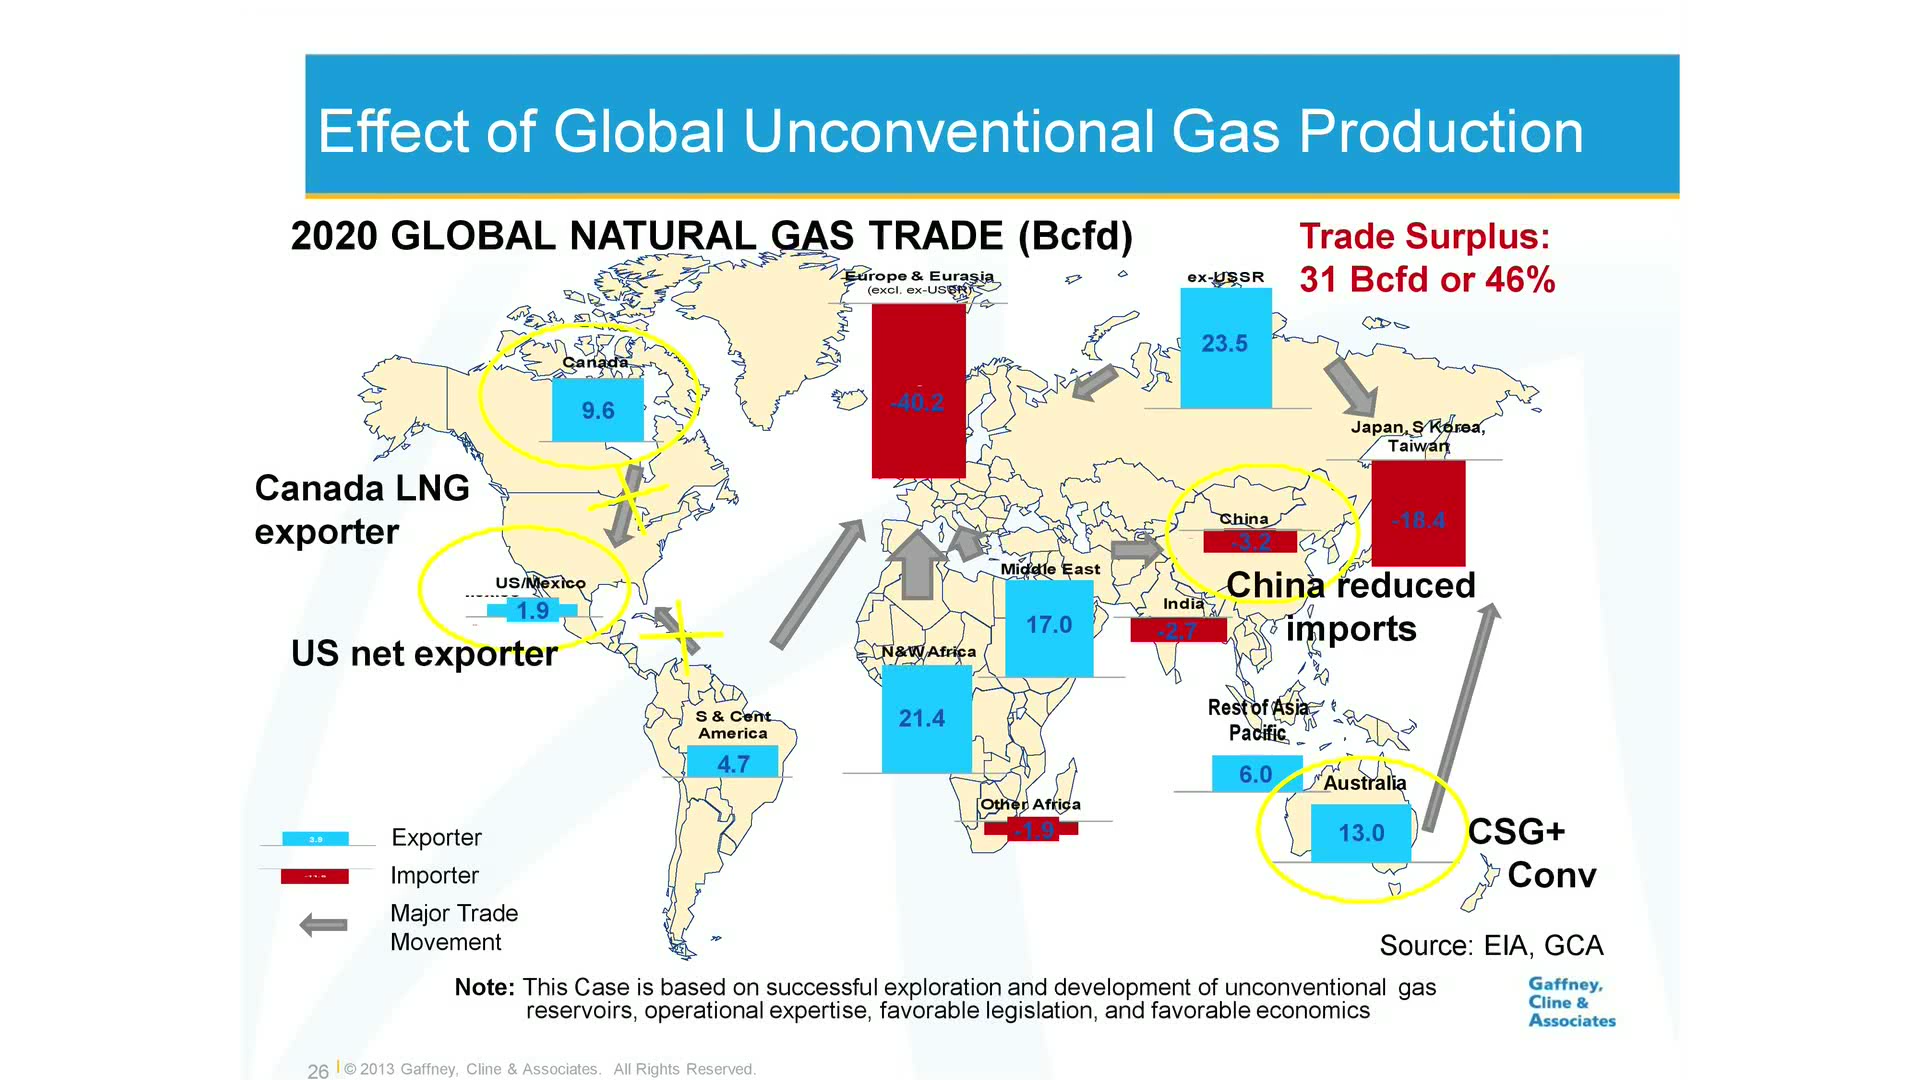 Effect of Global Unconventional Gas Production
2020 GLOBAL NATURAL GAS TRADE (Bcfd)
Trade Surplus:
31 Bcfd or 46%
Europe & Eurasia
(excl. ex-USSR)
-40.2
ex-USSR
23.5
Canada
9.6
Japan, S Korea,
Taiwan
-18.4
Canada LNG
exporter
China
-3.2
China reduced
imports
US/Mexico
1.9
US net exporter
Middle East
17.0
India
-2.7
N&W Africa
21.4
S & Cent
America
4.7
Rest of Asia
Pacific
6.0
Australia
13.0
CSG+
Conv
Other Africa
-1.9
3.9
Exporter
Importer
Major Trade
Movement
Source: EIA, GCA
Note: This Case is based on successful exploration and development of unconventional gas
reservoirs, operational expertise, favorable legislation, and favorable economics
Gaffney,
Cline &
Associates
26 © 2013 Gaffney, Cline & Associates. All Rights Reserved.